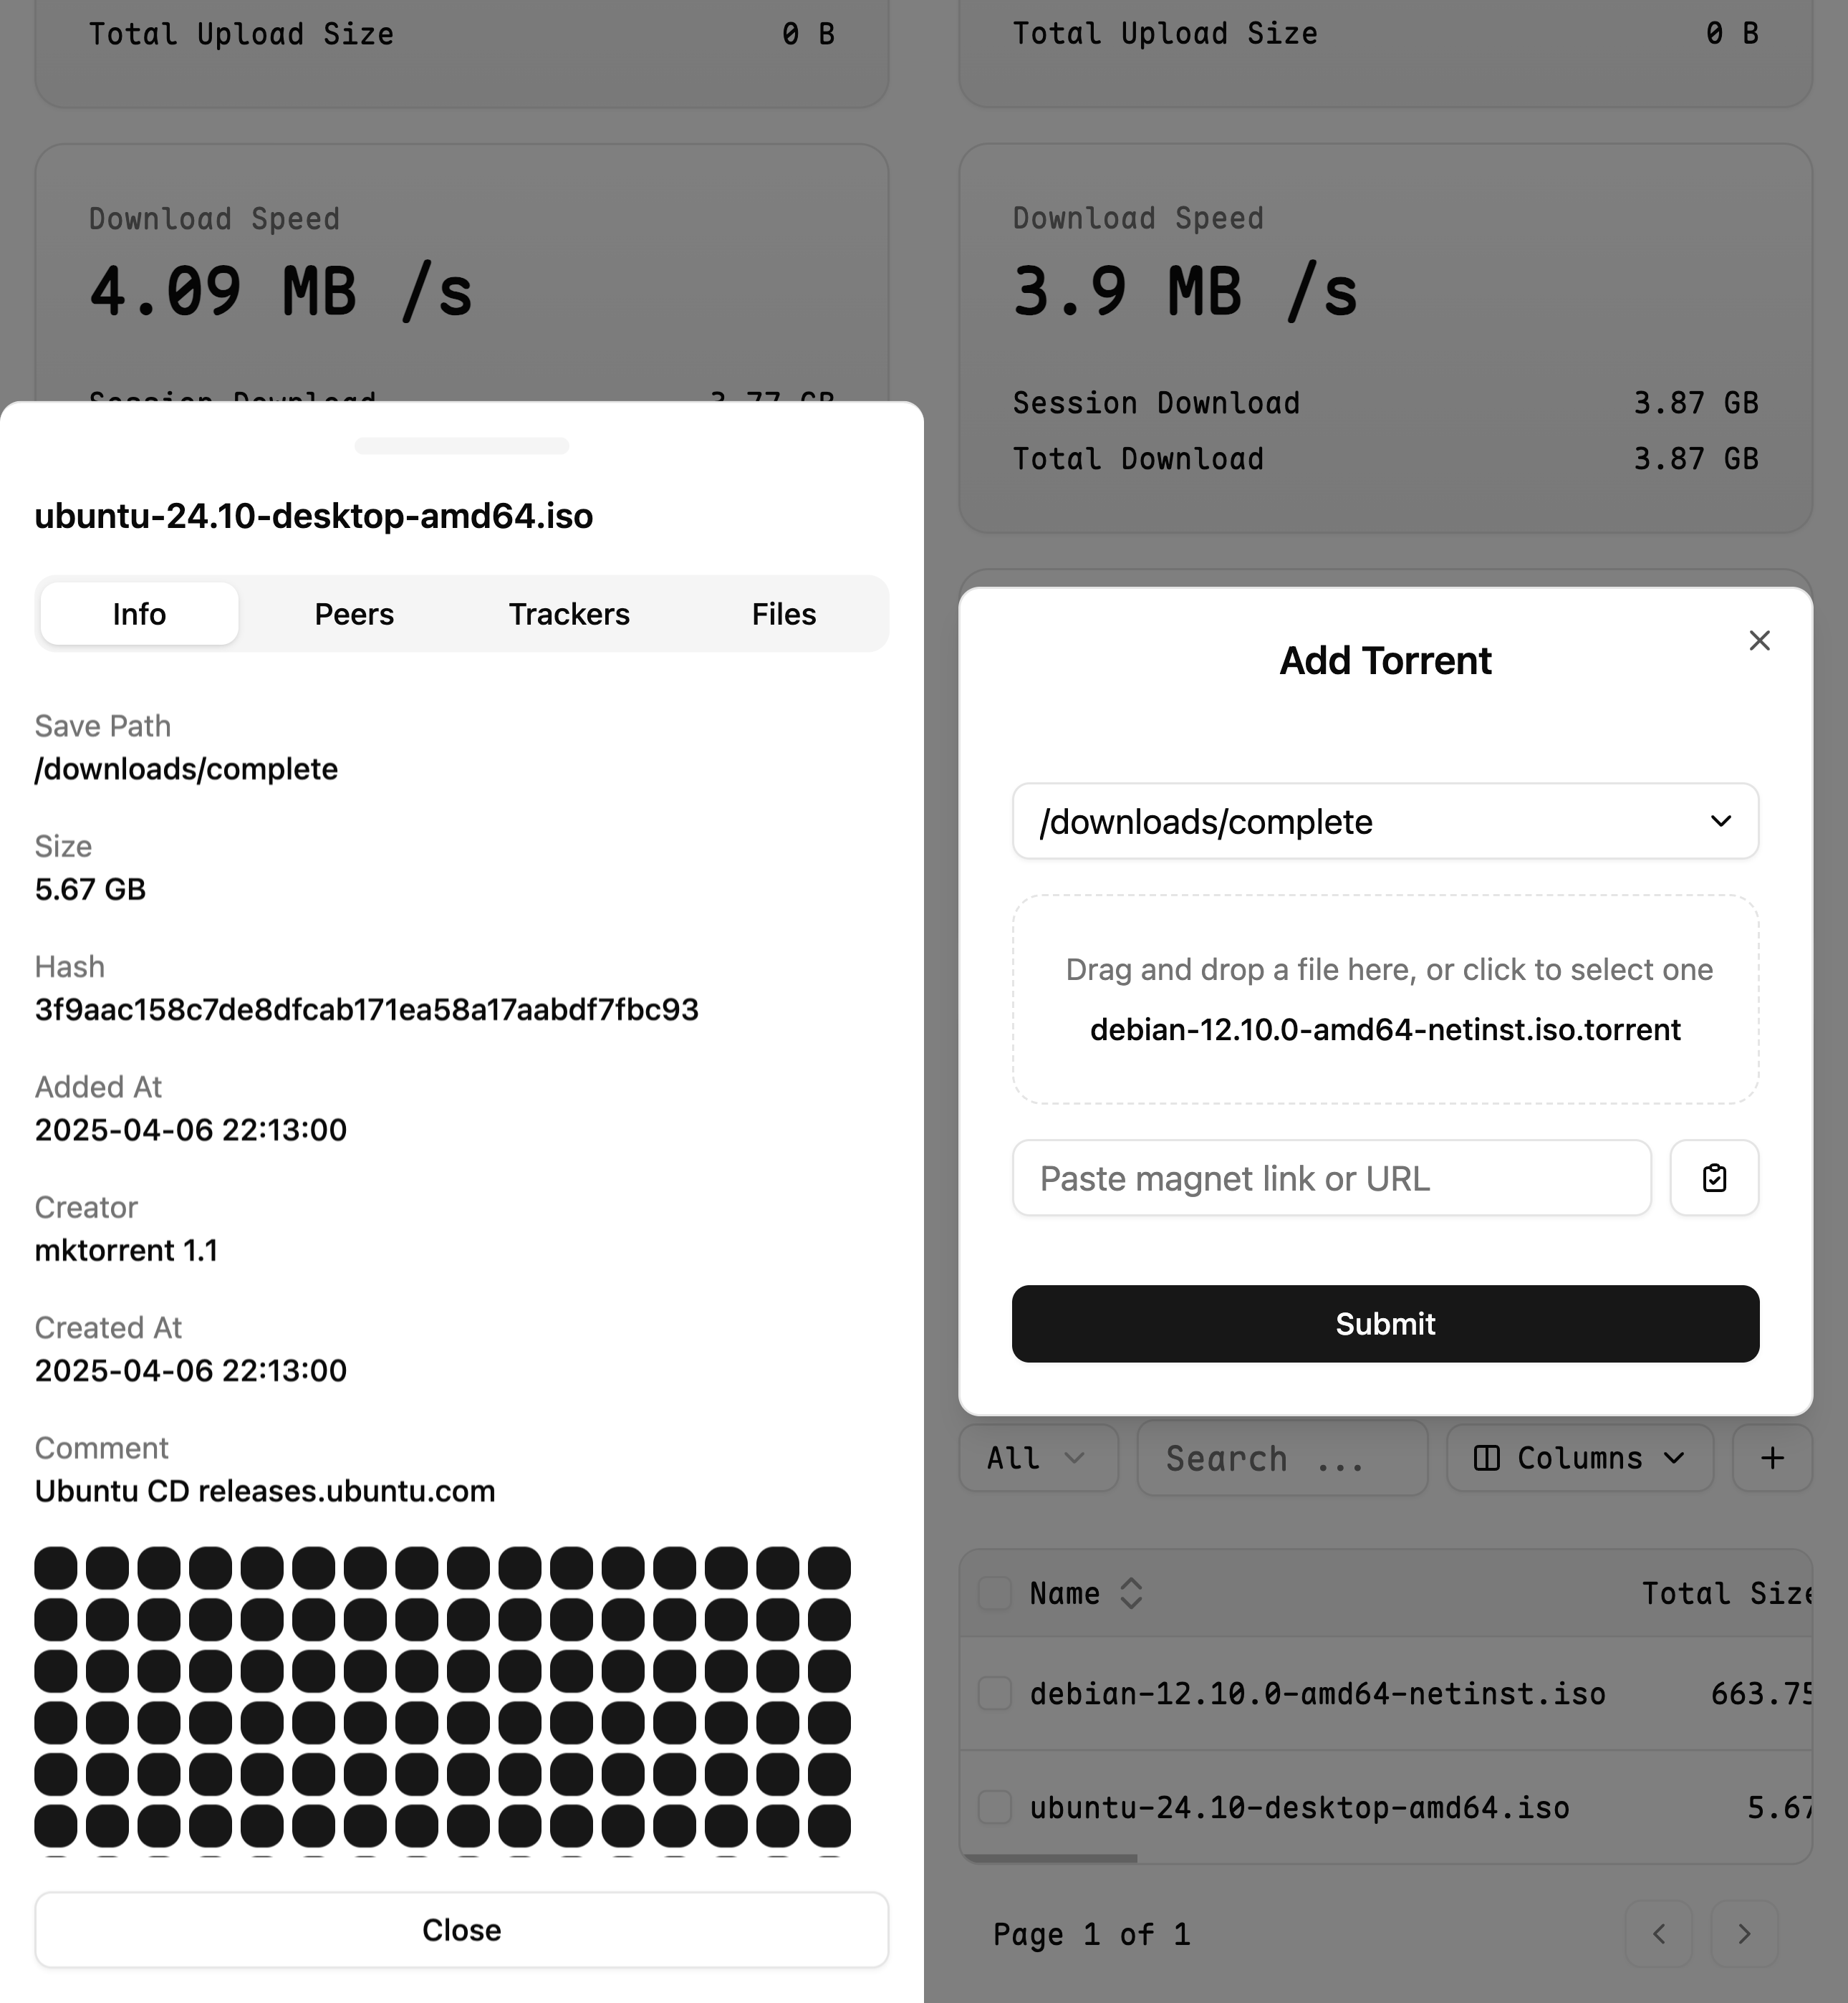 Total Upload Size 0 B
Download Speed
4.09 MB /s
Session Download 3.77 GB
ubuntu-24.10-desktop-amd64.iso
Info Peers Trackers Files
Save Path
/downloads/complete
Size
5.67 GB
Hash
3f9aac158c7de8dfcab171ea58a17aabdf7fbc93
Added At
2025-04-06 22:13:00
Creator
mktorrent 1.1
Created At
2025-04-06 22:13:00
Comment
Ubuntu CD releases.ubuntu.com
Close
Total Upload Size 0 B
Download Speed
3.9 MB /s
Session Download 3.87 GB
Total Download 3.87 GB
Add Torrent
/downloads/complete
Drag and drop a file here, or click to select one
debian-12.10.0-amd64-netinst.iso.torrent
Paste magnet link or URL
Submit
All Search ... Columns
Name Total Size
debian-12.10.0-amd64-netinst.iso 663.75
ubuntu-24.10-desktop-amd64.iso 5.67
Page 1 of 1